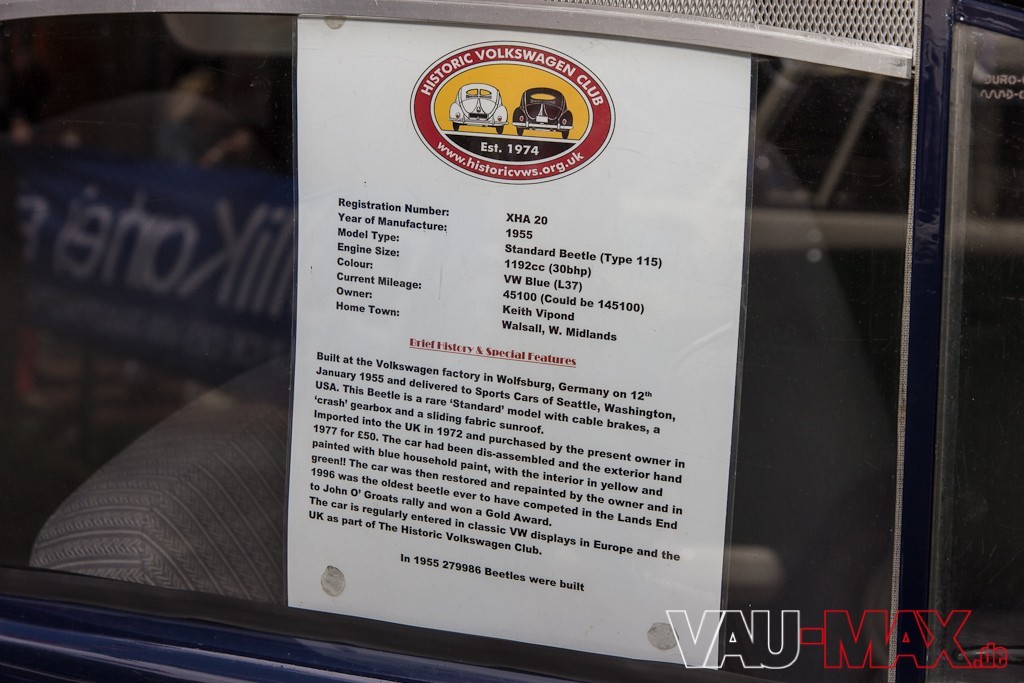 HISTORIC VOLKSWAGEN CLUB
Est. 1974
www.historicvws.org.uk
Registration Number: XHA 20
Year of Manufacture: 1955
Model Type: Standard Beetle (Type 115)
Engine Size: 1192cc (30bhp)
Colour: VW Blue (L37)
Current Mileage: 45100 (Could be 145100)
Owner: Keith Vipond
Home Town: Walsall, W. Midlands
Brief History & Special Features
Built at the Volkswagen factory in Wolfsburg, Germany on 12th
January 1955 and delivered to Sports Cars of Seattle, Washington,
USA. This Beetle is a rare ‘Standard’ model with cable brakes, a
‘crash’ gearbox and a sliding fabric sunroof.
Imported into the UK in 1972 and purchased by the present owner in
1977 for £50. The car had been dis-assembled and the exterior hand
painted with blue household paint, with the interior in yellow and
green!! The car was then restored and repainted by the owner and in
1996 was the oldest beetle ever to have competed in the Lands End
to John O’ Groats rally and won a Gold Award.
The car is regularly entered in classic VW displays in Europe and the
UK as part of The Historic Volkswagen Club.
In 1955 279986 Beetles were built
VAU-MAX.de